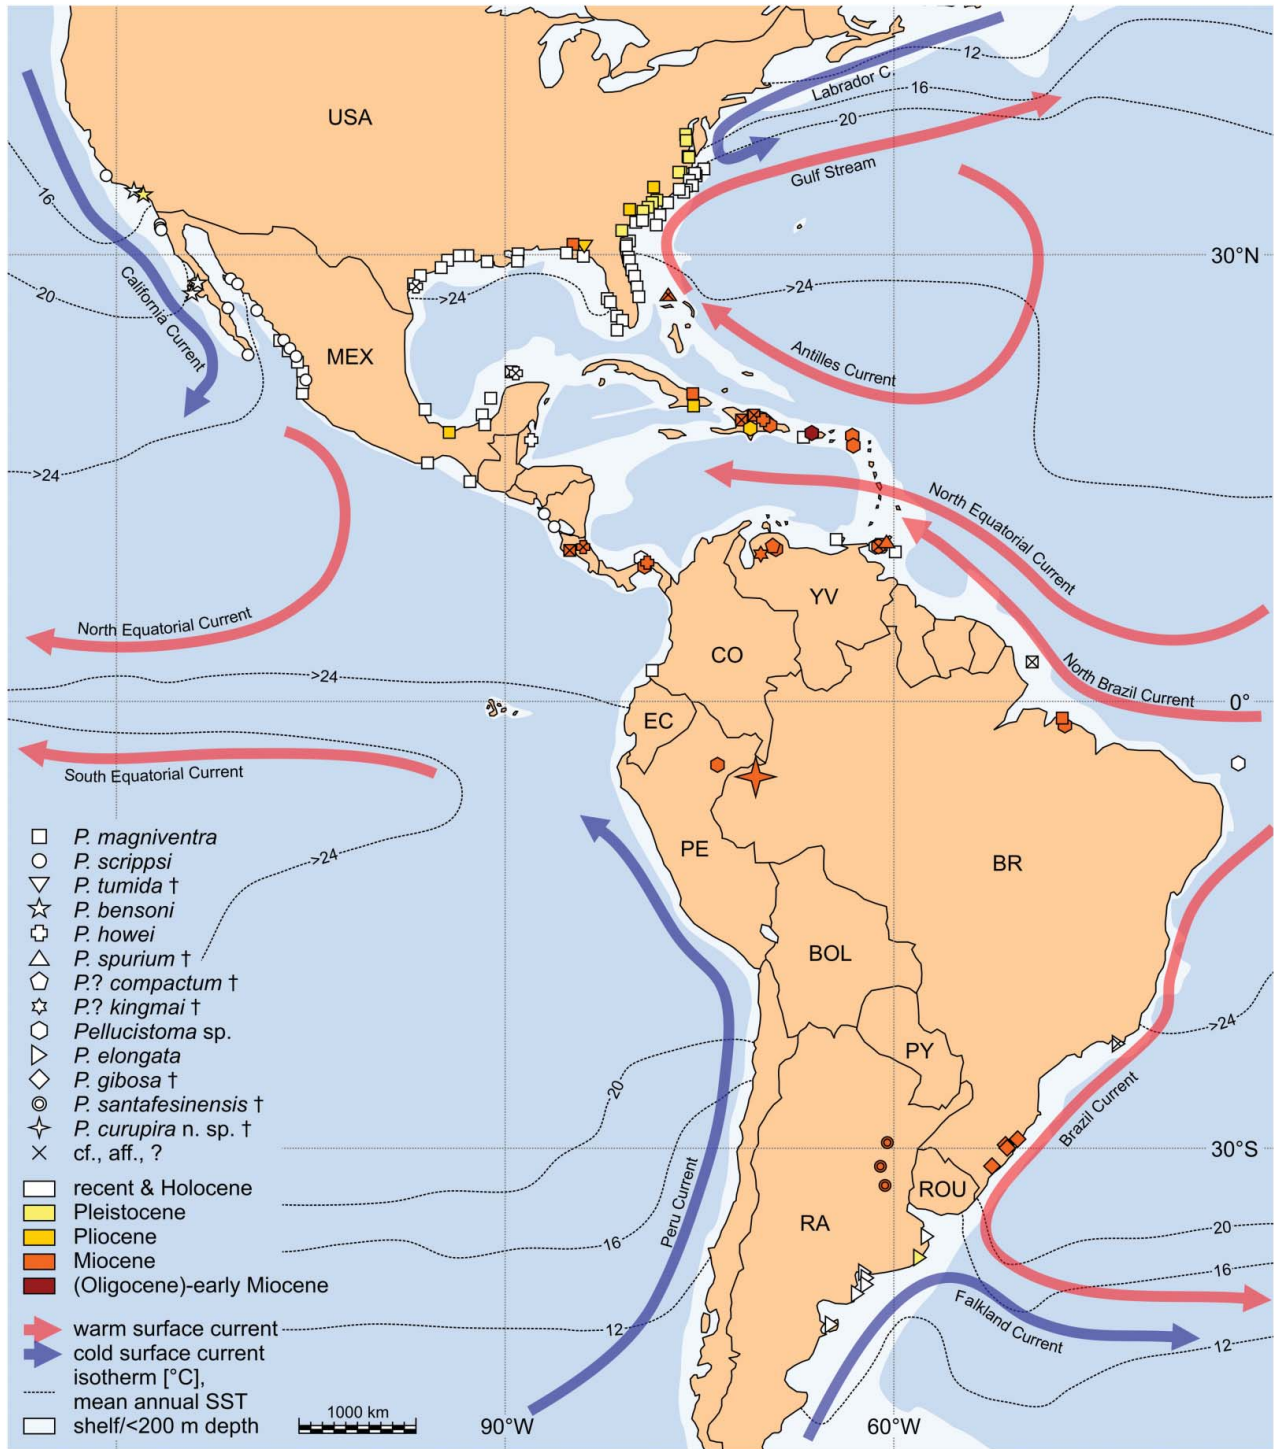 12
Labrador C.
16
USA
20
Gulf Stream
16
30°N
California Current
20
>24
>24
MEX
Antilles Current
>24
North Equatorial Current
YV
North Equatorial Current
CO
>24
North Brazil Current
EC
0°
South Equatorial Current
P. magniventra
PE
>24
BR
P. scrippsi
P. tumida †
P. bensoni
P. howei
BOL
P. spurium †
P.? compactum †
P.? kingmai †
>24
Pellucistoma sp.
PY
P. elongata
20
Brazil Current
P. gibosa †
P. santafesinensis †
P. curupira n. sp. †
30°S
cf., aff., ?
recent & Holocene
ROU
Peru Current
Pleistocene
RA
20
Pliocene
16
Miocene
16
(Oligocene)-early Miocene
Falkland Current
warm surface current
12
12
cold surface current
isotherm [°C],
mean annual SST
1000 km
shelf/<200 m depth
90°W
60°W